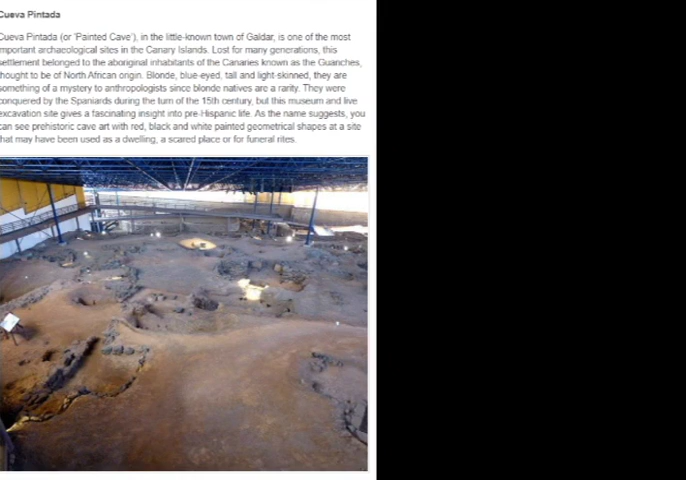 Cueva Pintada
Cueva Pintada (or 'Painted Cave'), in the little-known town of Galdar, is one of the most
important archaeological sites in the Canary Islands. Lost for many generations, this
settlement belonged to the aboriginal inhabitants of the Canaries known as the Guanches,
thought to be of North African origin. Blonde, blue-eyed, tall and light-skinned, they are
something of a mystery to anthropologists since blonde natives are a rarity. They were
conquered by the Spaniards during the turn of the 15th century, but this museum and live
excavation site gives a fascinating insight into pre-Hispanic life. As the name suggests, you
can see prehistoric cave art with red, black and white painted geometrical shapes at a site
that may have been used as a dwelling, a scared place or for funeral rites.